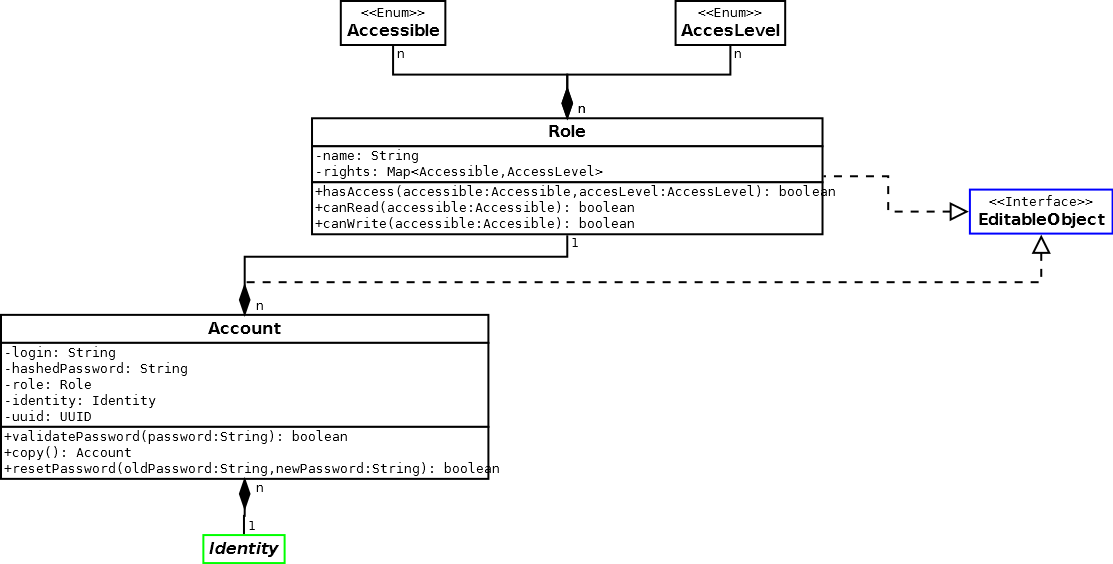 <<Enum>>
Accessible
<<Enum>>
AccesLevel
n
n
n
Role
-name: String
-rights: Map<Accessible,AccessLevel>
+hasAccess(accessible:Accessible,accesLevel:AccessLevel): boolean
+canRead(accessible:Accessible): boolean
+canWrite(accessible:Accesible): boolean
<<Interface>>
EditableObject
1
n
Account
-login: String
-hashedPassword: String
-role: Role
-identity: Identity
-uuid: UUID
+validatePassword(password:String): boolean
+copy(): Account
+resetPassword(oldPassword:String,newPassword:String): boolean
n
1
Identity